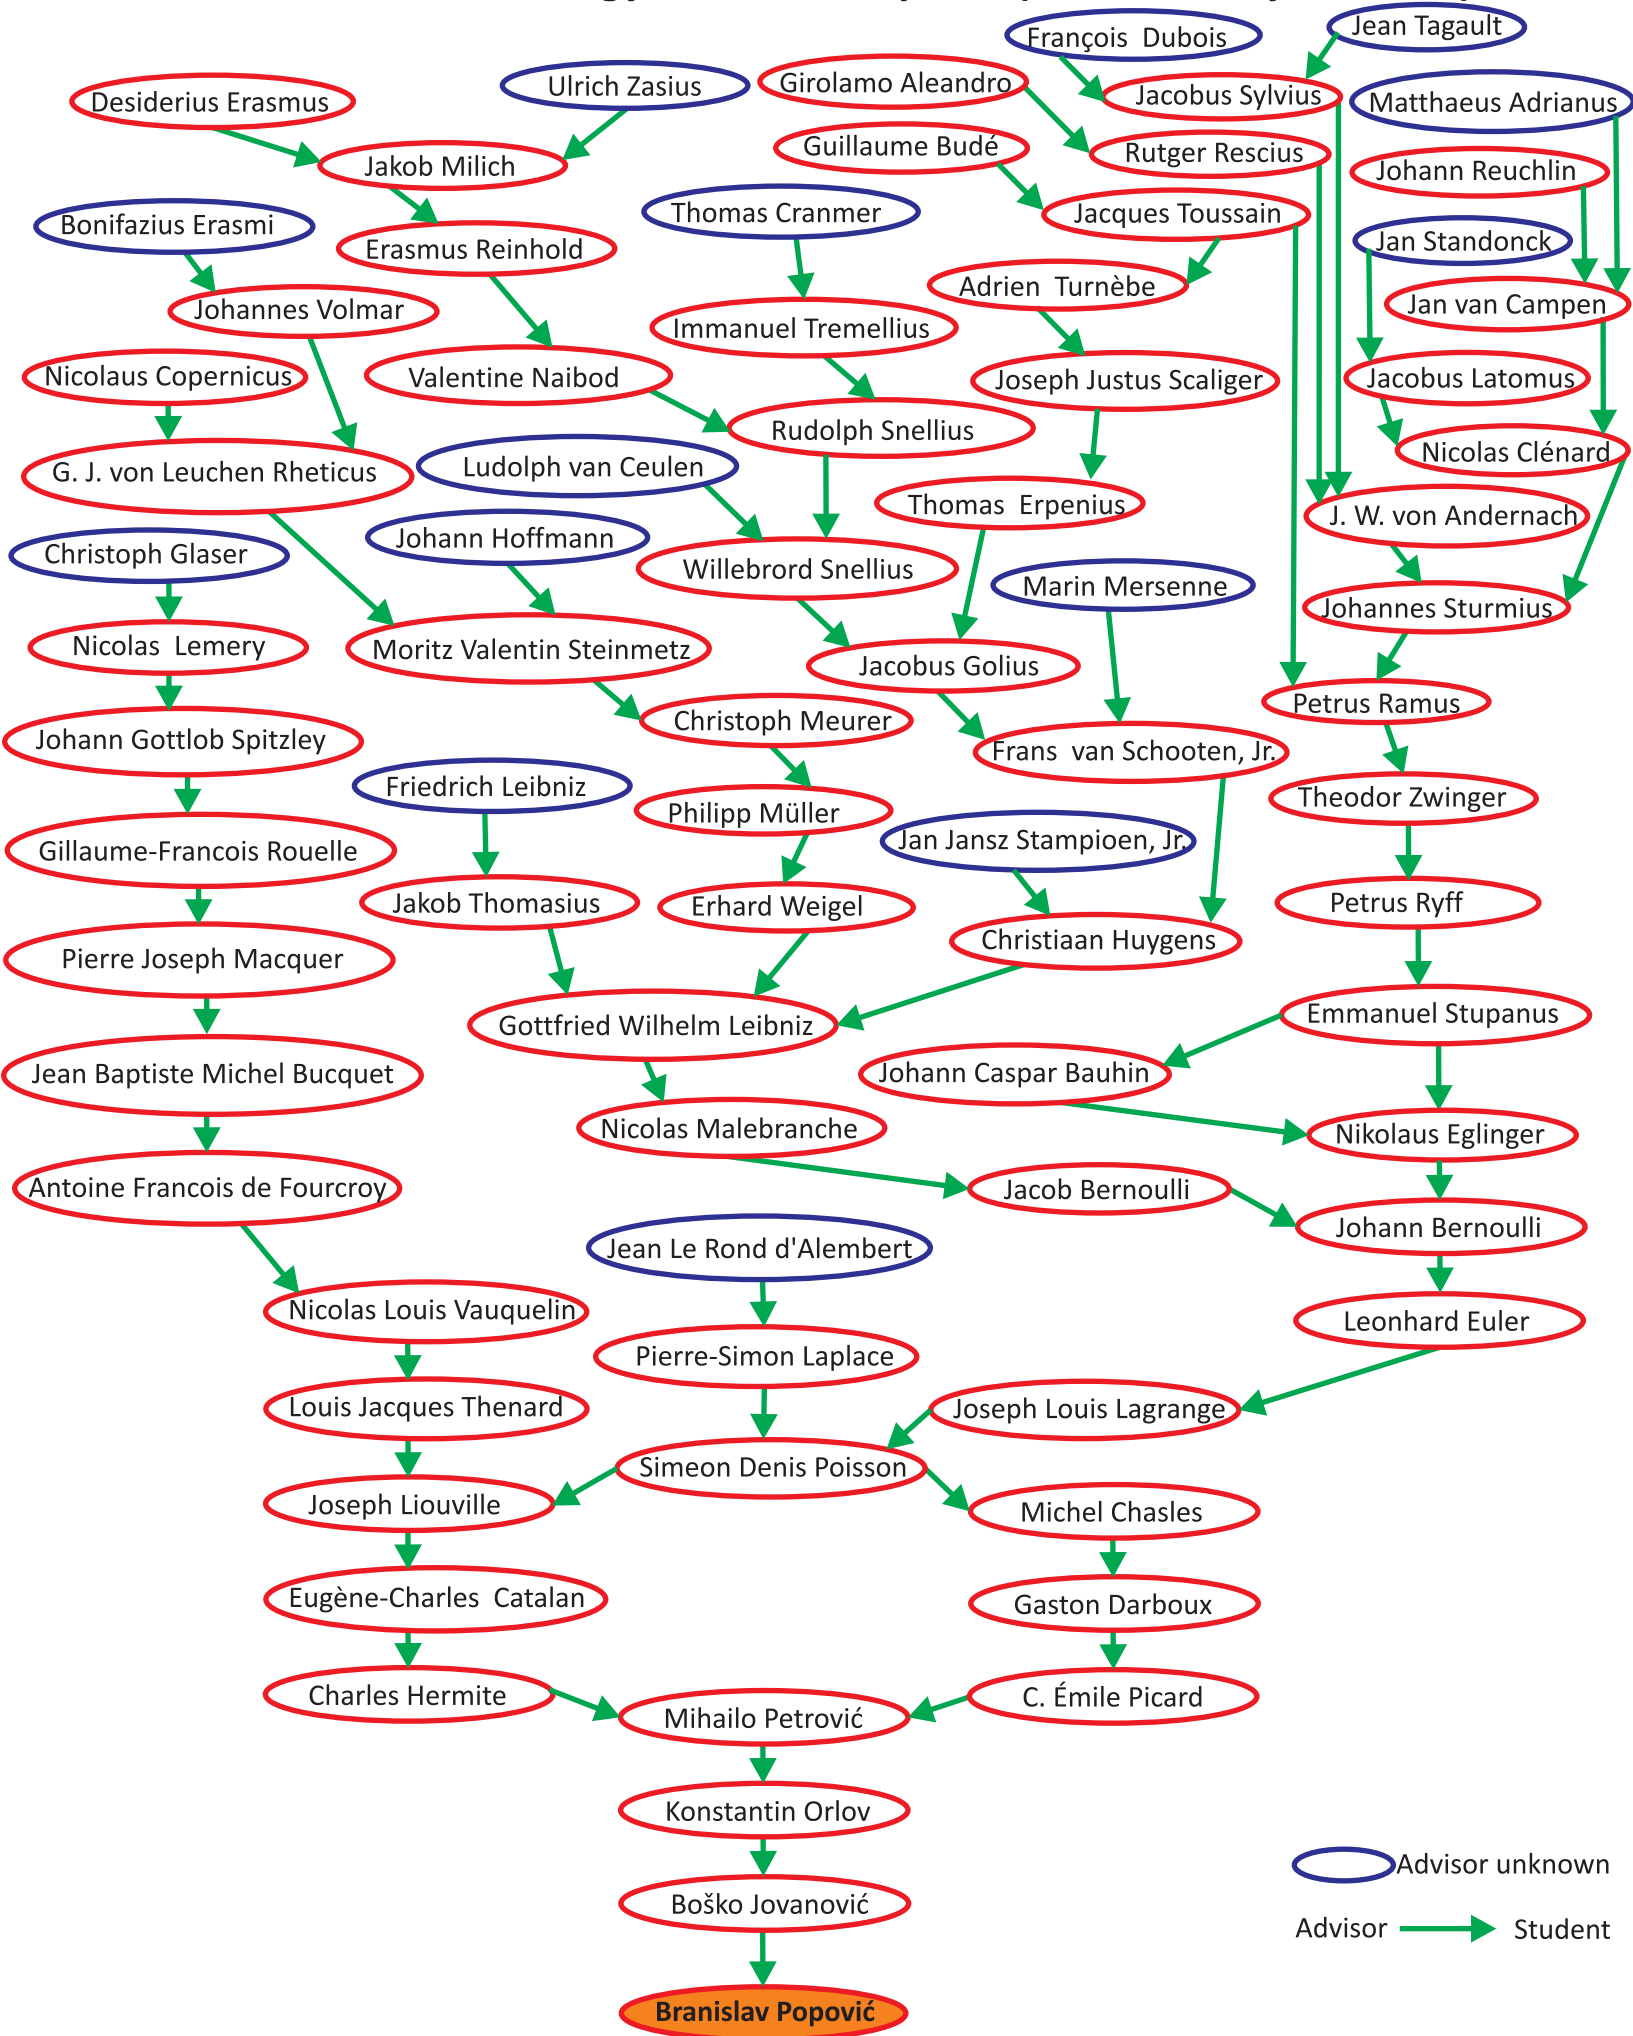 François  Dubois
Jean Tagault
Ulrich Zasius
Girolamo Aleandro
Desiderius Erasmus
Jacobus Sylvius
Matthaeus Adrianus
Guillaume Budé
Rutger Rescius
Jakob Milich
Johann Reuchlin
Thomas Cranmer
Jacques Toussain
Bonifazius Erasmi
Erasmus Reinhold
Jan Standonck
Adrien  Turnèbe
Johannes Volmar
Immanuel Tremellius
Jan van Campen
Nicolaus Copernicus
Valentine Naibod
Joseph Justus Scaliger
Jacobus Latomus
Rudolph Snellius
Nicolas Clénard
G. J. von Leuchen Rheticus
Ludolph van Ceulen
Thomas  Erpenius
J. W. von Andernach
Christoph Glaser
Johann Hoffmann
Willebrord Snellius
Marin Mersenne
Johannes Sturmius
Nicolas  Lemery
Moritz Valentin Steinmetz
Jacobus Golius
Petrus Ramus
Christoph Meurer
Johann Gottlob Spitzley
Frans  van Schooten, Jr.
Friedrich Leibniz
Theodor Zwinger
Philipp Müller
Gillaume-Francois Rouelle
Jan Jansz Stampioen, Jr.
Jakob Thomasius
Erhard Weigel
Petrus Ryff
Christiaan Huygens
Pierre Joseph Macquer
Gottfried Wilhelm Leibniz
Emmanuel Stupanus
Jean Baptiste Michel Bucquet
Johann Caspar Bauhin
Nicolas Malebranche
Nikolaus Eglinger
Antoine Francois de Fourcroy
Jacob Bernoulli
Johann Bernoulli
Jean Le Rond d'Alembert
Nicolas Louis Vauquelin
Leonhard Euler
Pierre-Simon Laplace
Louis Jacques Thenard
Joseph Louis Lagrange
Simeon Denis Poisson
Joseph Liouville
Michel Chasles
Eugène-Charles  Catalan
Gaston Darboux
Charles Hermite
C. Émile Picard
Mihailo Petrović
Konstantin Orlov
Advisor unknown
Boško Jovanović
Advisor
Student
Branislav Popović